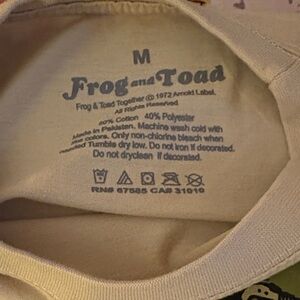 M
Frog and Toad
Frog & Toad Together @ 1972 Arnold Label.
All Rights Reserved
60% Cotton 40% Polyester
Made in Pakistan. Machine wash cold with
like colors. Only non-chlorine bleach when
needed Tumble dry low. Do not iron if decorated.
Do not dryclean if decorated.
RN# 67585 CA# 31019